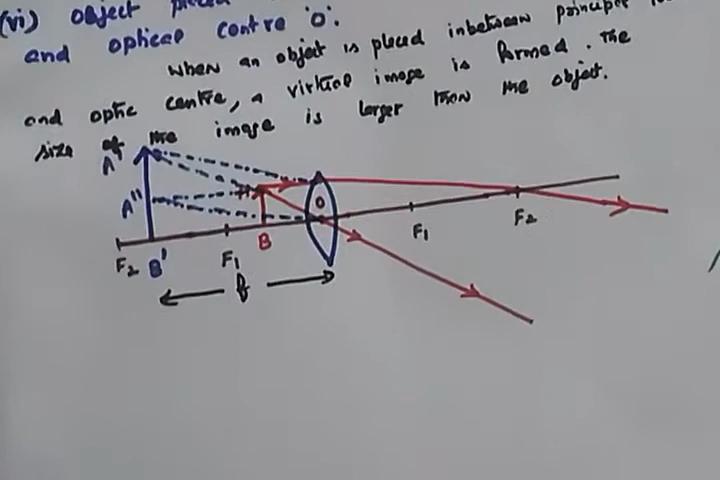 (vi) object placed
and optical centre 'O'.
When an object is placed inbetween principal
and optic centre, a virtual image is formed. The
size of the image is larger than the object.
A'
A"
O
F2 B' F1 B F1 F2
f